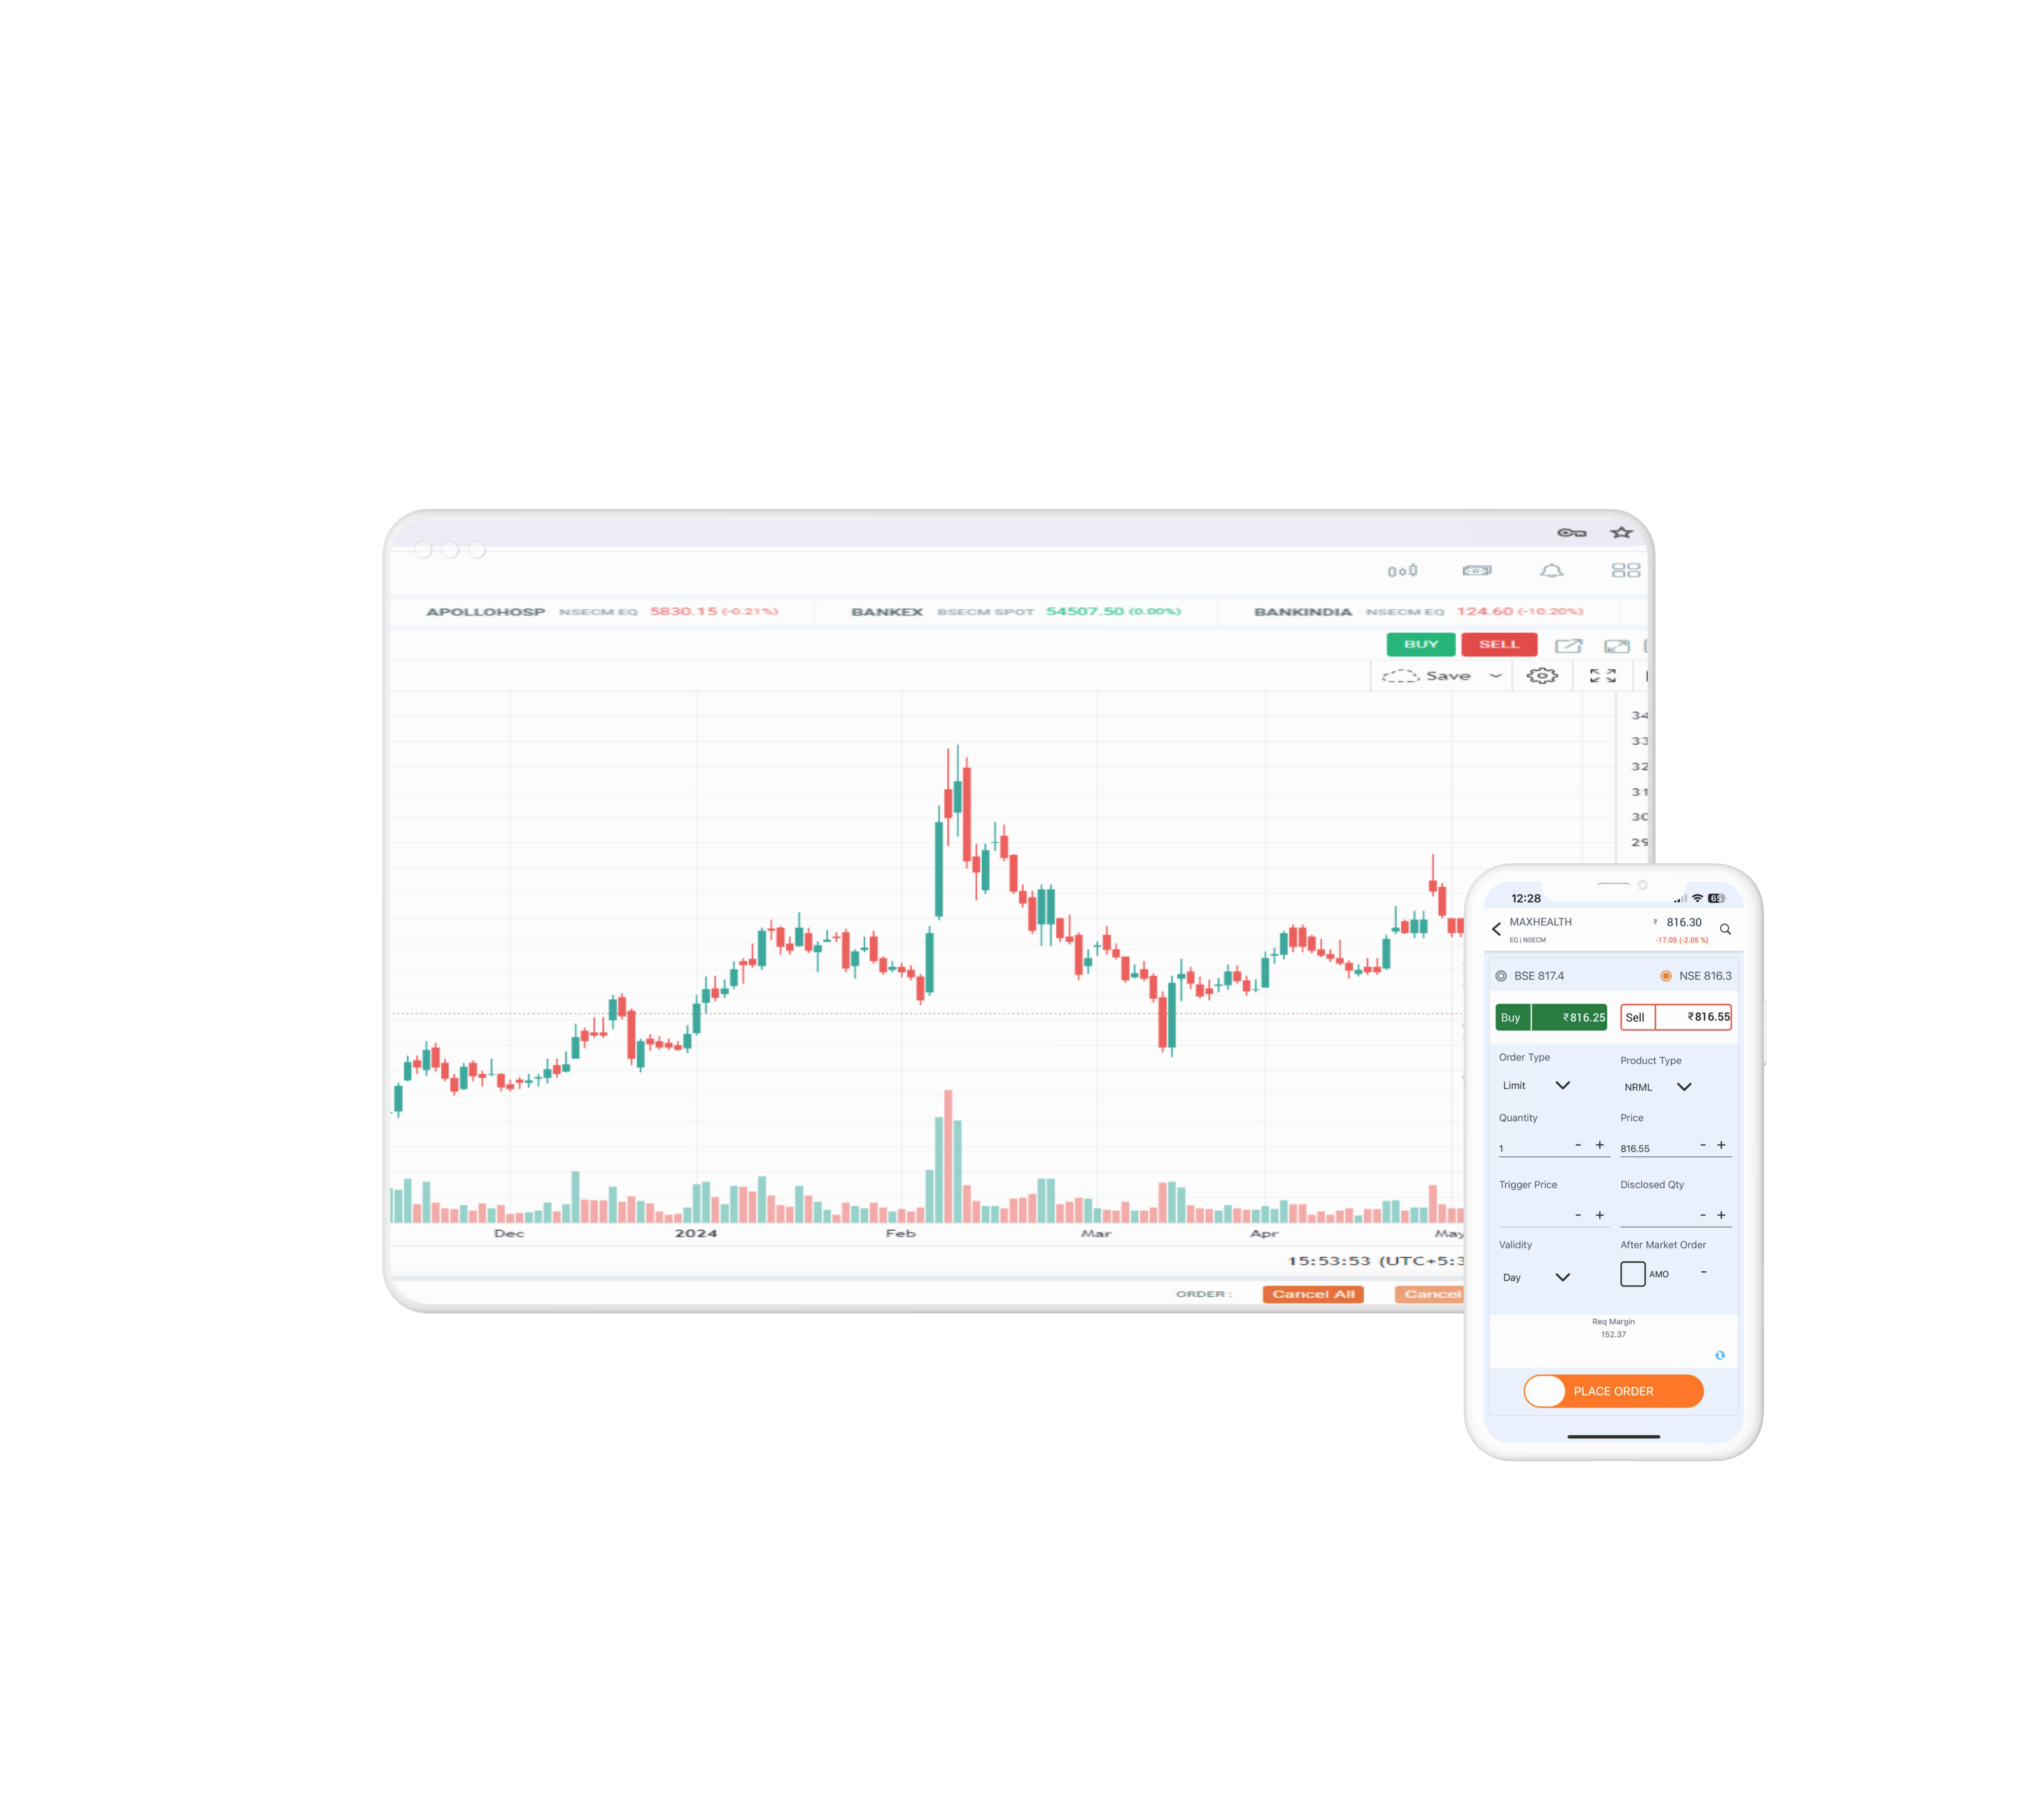 APOLLOHOSP NSECM EQ 5830.15 (-0.21%) BANKEX BSECM SPOT 54507.50 (0.00%) BANKINDIA NSECM EQ 124.60 (-10.20%)
BUY SELL
Save
34
33
32
31
29
Dec 2024 Feb Mar Apr May
15:53:53 (UTC+5:3
ORDER : Cancel All Cancel
12:28
MAXHEALTH ₹ 816.30
EQ | NSECM -17.05 (-2.05 %)
BSE 817.4 NSE 816.3
Buy ₹816.25 Sell ₹816.55
Order Type Product Type
Limit NRML
Quantity Price
1 - + 816.55 - +
Trigger Price Disclosed Qty
- + - +
Validity After Market Order
Day AMO -
Req Margin
152.37
PLACE ORDER